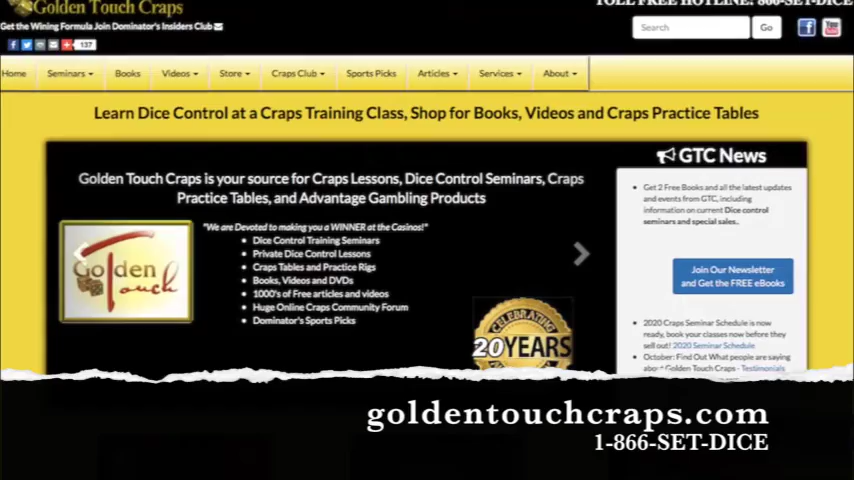 Golden Touch Craps
TOLL FREE HOTLINE: 866-SET-DICE
Get the Wining Formula Join Dominator's Insiders Club
137
Search
Go
You
Home
Seminars
Books
Videos
Store
Craps Club
Sports Picks
Articles
Services
About
Learn Dice Control at a Craps Training Class, Shop for Books, Videos and Craps Practice Tables
Golden Touch Craps is your source for Craps Lessons, Dice Control Seminars, Craps
Practice Tables, and Advantage Gambling Products
"We are Devoted to making you a WINNER at the Casinos!"
Dice Control Training Seminars
Private Dice Control Lessons
Craps Tables and Practice Rigs
Books, Videos and DVDs
1000's of Free articles and videos
Huge Online Craps Community Forum
Dominator's Sports Picks
Golden
Touch
CELEBRATING
20YEARS
GTC News
Get 2 Free Books and all the latest updates
and events from GTC, including
information on current Dice control
seminars and special sales..
Join Our Newsletter
and Get the FREE eBooks
2020 Craps Seminar Schedule is now
ready, book your classes now before they
sell out! 2020 Seminar Schedule
October: Find Out What people are saying
about Golden Touch Craps - Testimonials
goldentouchcraps.com
1-866-SET-DICE